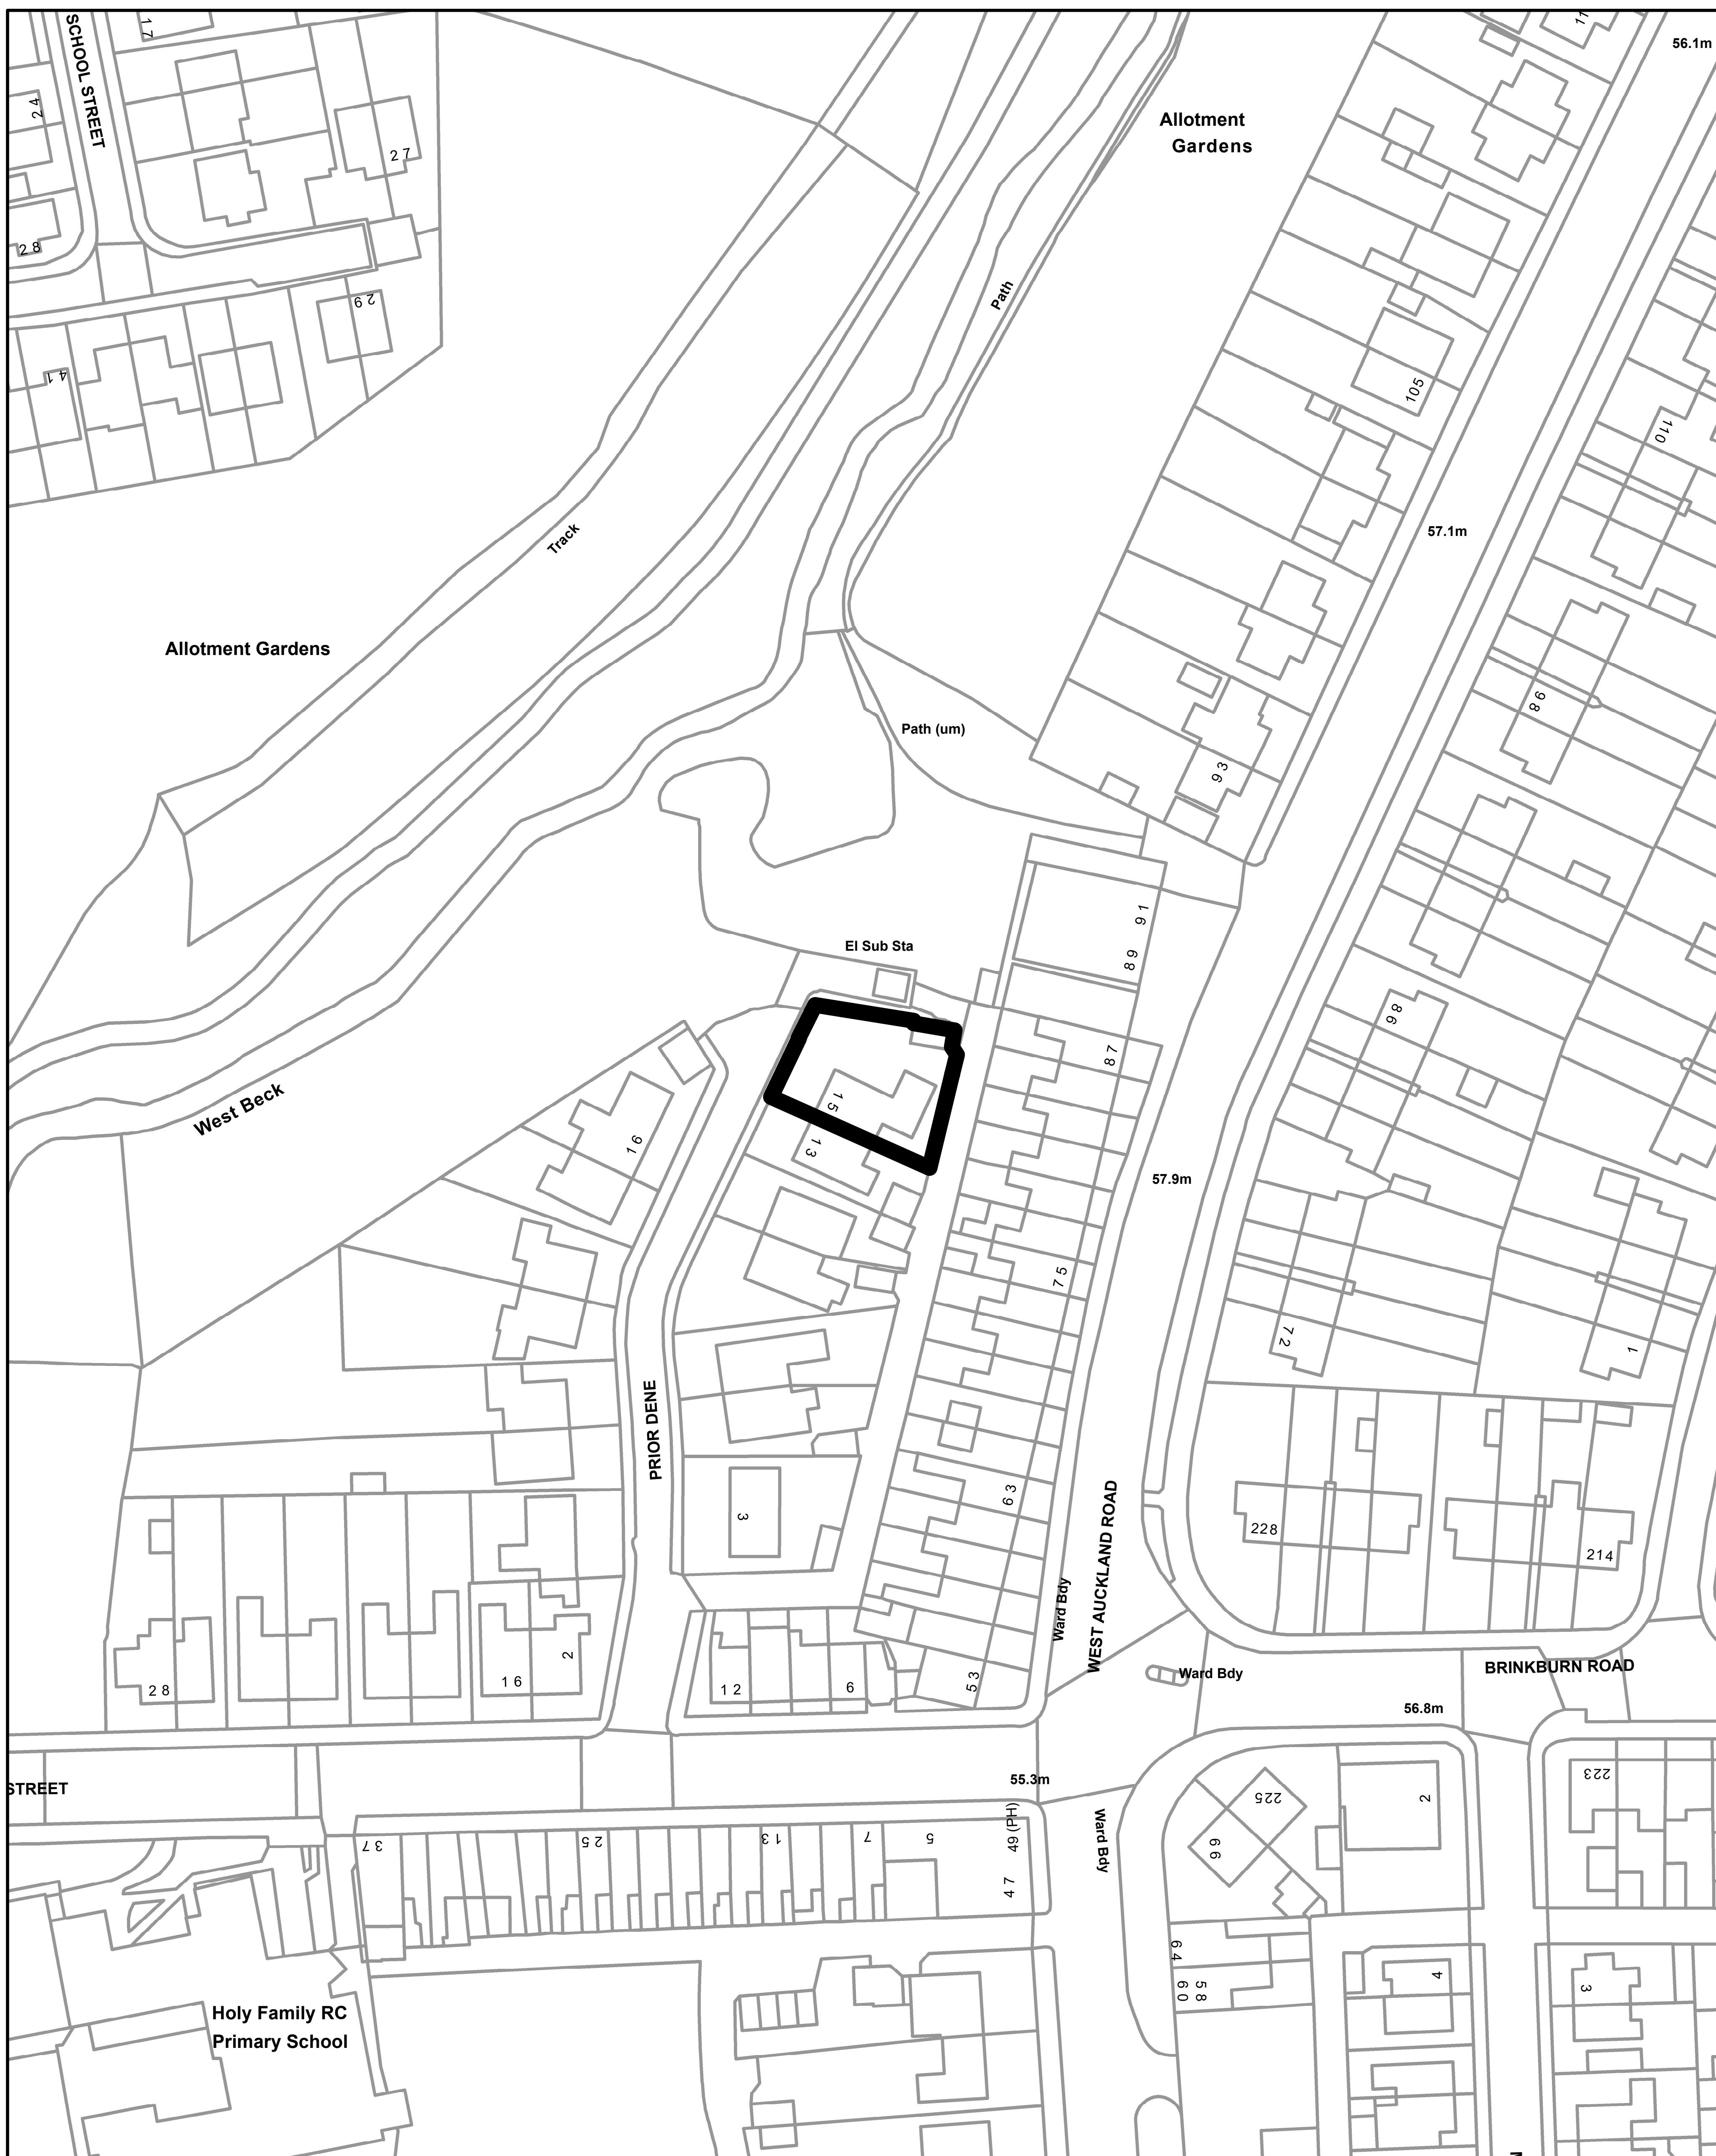 17
SCHOOL STREET
24
27
28
29
41
11
56.1m
Allotment
Gardens
Path
105
110
57.1m
Track
Allotment Gardens
Path (um)
98
93
91
89
El Sub Sta
86
87
West Beck
15
19
13
57.9m
75
72
1
PRIOR DENE
63
3
WEST AUCKLAND ROAD
228
214
Ward Bdy
2
28
16
12
6
53
Ward Bdy
BRINKBURN ROAD
56.8m
STREET
55.3m
223
225
2
66
37
25
13
7
5
49 (PH)
47
Ward Bdy
64
60
58
4
3
Holy Family RC
Primary School